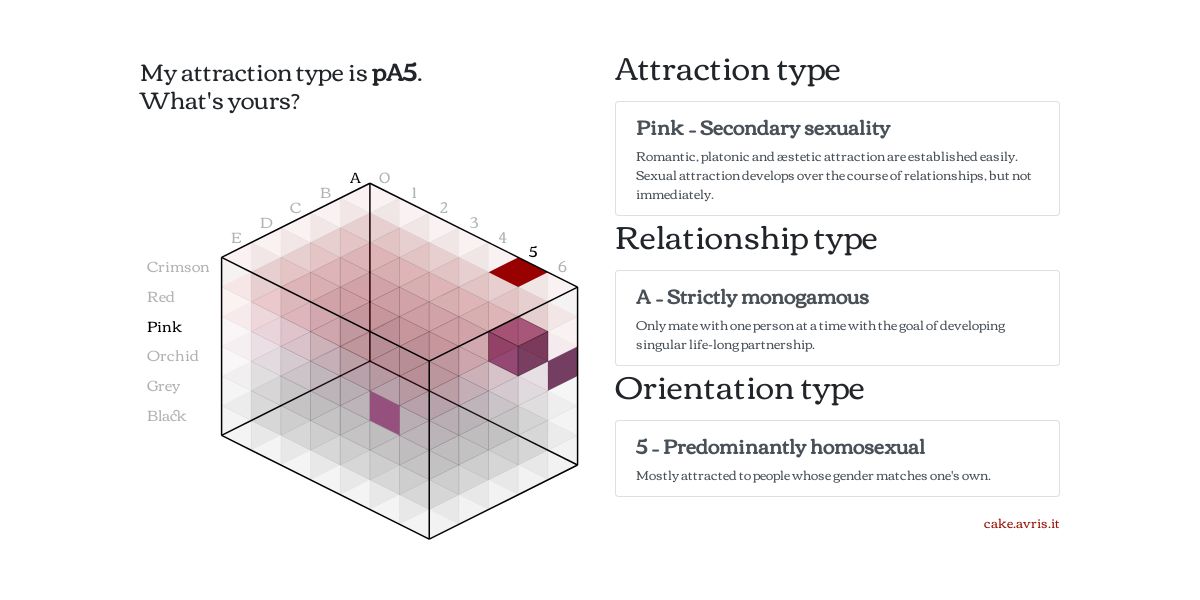 My attraction type is pA5.
What's yours?
A
O
B
1
C
2
D
3
E
4
5
6
Crimson
Red
Pink
Orchid
Grey
Black
Attraction type
Pink - Secondary sexuality
Romantic, platonic and æstetic attraction are established easily.
Sexual attraction develops over the course of relationships, but not
immediately.
Relationship type
A - Strictly monogamous
Only mate with one person at a time with the goal of developing
singular life-long partnership.
Orientation type
5 - Predominantly homosexual
Mostly attracted to people whose gender matches one's own.
cake.avris.it